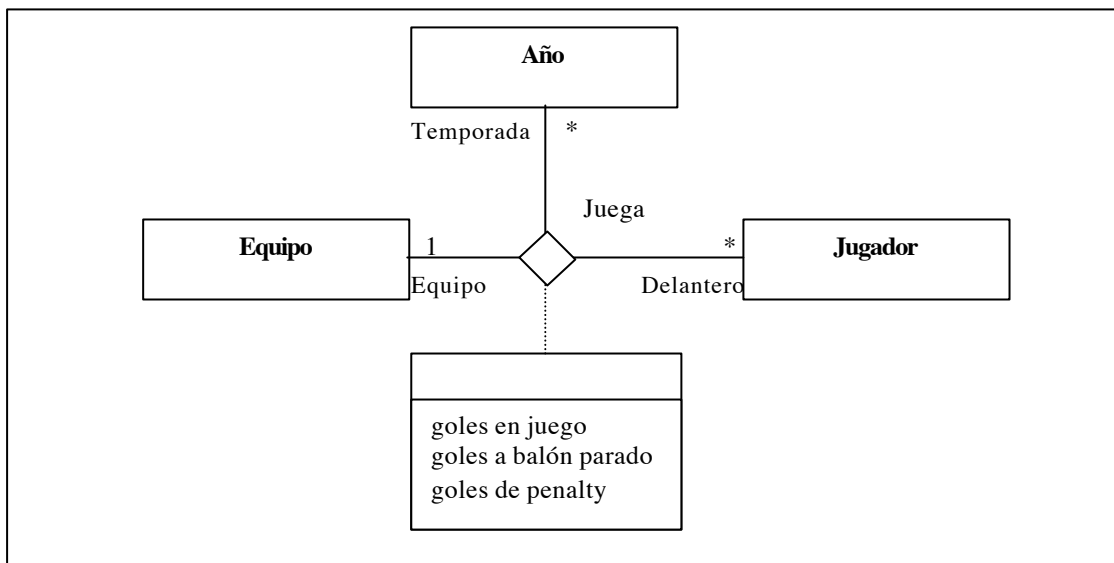 Año
Temporada *
Juega
Equipo 1 * Jugador
Equipo Delantero
goles en juego
goles a balón parado
goles de penalty